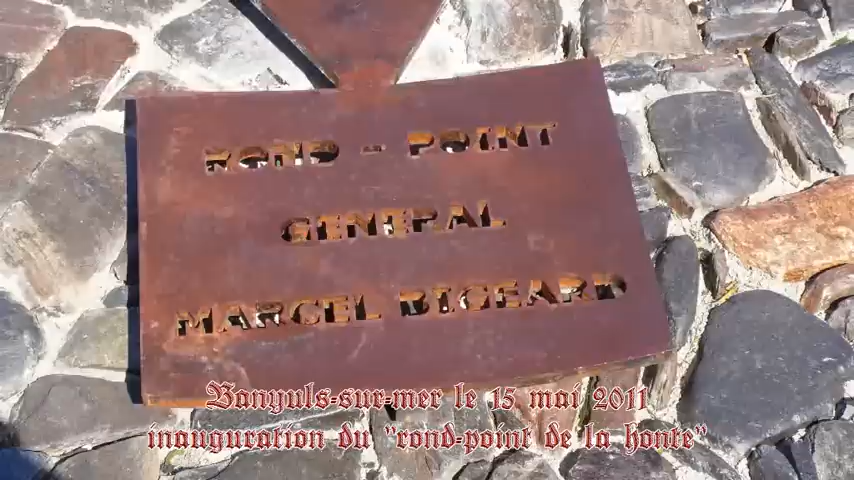 ROND - POINT
GENERAL
MARCEL BIGEARD
Banyuls-sur-mer le 15 mai 2011
inauguration du "rond-point de la honte"